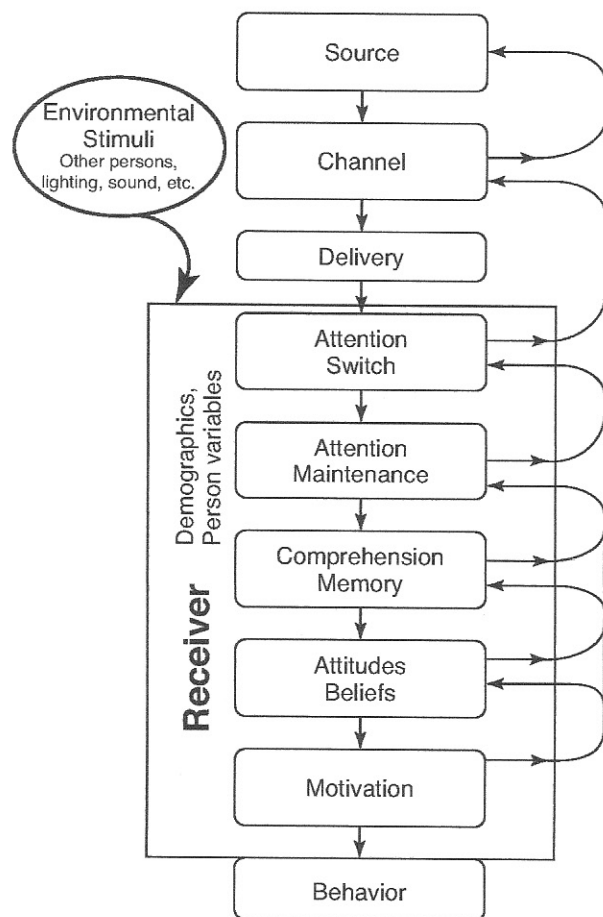 Source
Environmental
Stimuli
Other persons,
lighting, sound, etc.
Channel
Delivery
Attention
Switch
Demographics,
Person variables
Receiver
Attention
Maintenance
Comprehension
Memory
Attitudes
Beliefs
Motivation
Behavior